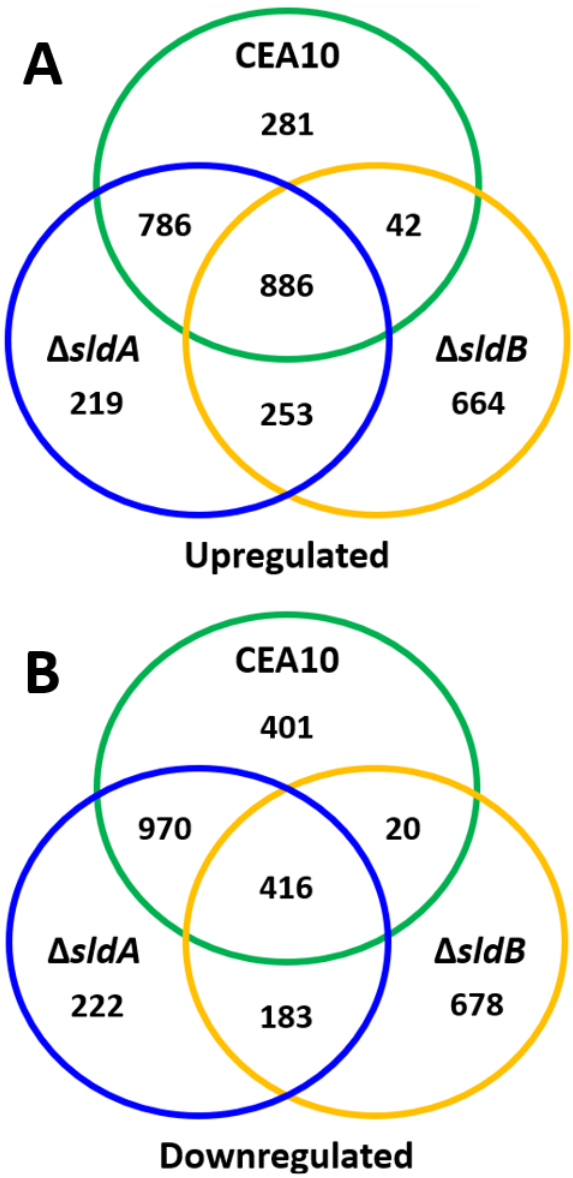 A
CEA10
281
786
42
886
ΔsldA
ΔsldB
219
664
253
Upregulated
B
CEA10
401
970
20
416
ΔsldA
ΔsldB
222
678
183
Downregulated